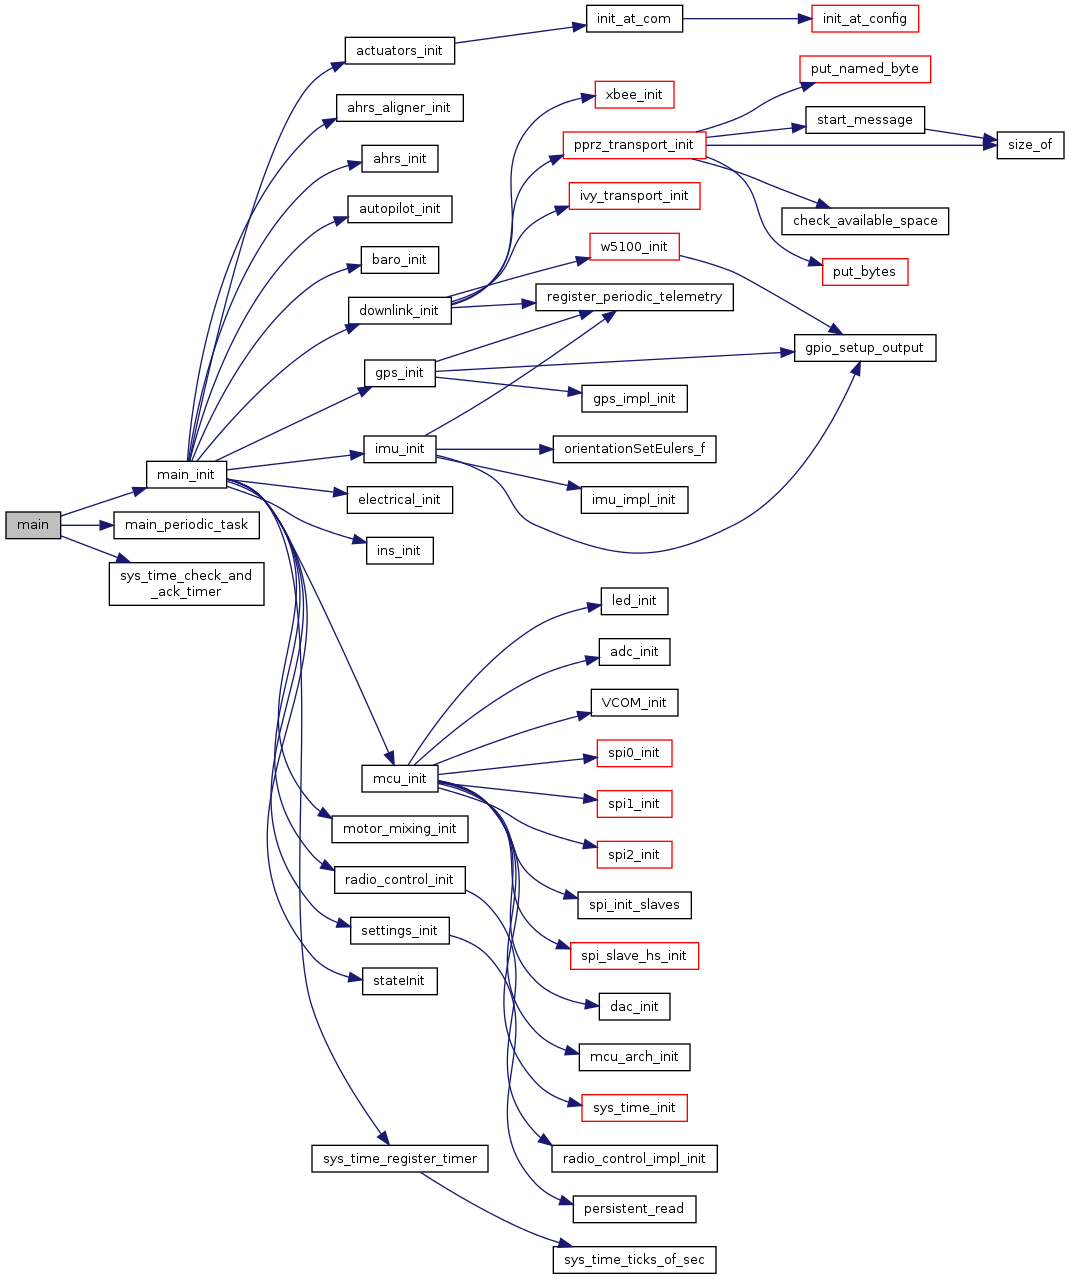 main
main_init
main_periodic_task
sys_time_check_and
_ack_timer
actuators_init
ahrs_aligner_init
ahrs_init
autopilot_init
baro_init
downlink_init
gps_init
imu_init
electrical_init
ins_init
mcu_init
motor_mixing_init
radio_control_init
settings_init
stateInit
sys_time_register_timer
init_at_com
xbee_init
pprz_transport_init
ivy_transport_init
w5100_init
register_periodic_telemetry
gps_impl_init
orientationSetEulers_f
imu_impl_init
led_init
adc_init
VCOM_init
spi0_init
spi1_init
spi2_init
spi_init_slaves
spi_slave_hs_init
dac_init
mcu_arch_init
sys_time_init
radio_control_impl_init
persistent_read
sys_time_ticks_of_sec
init_at_config
put_named_byte
start_message
check_available_space
put_bytes
gpio_setup_output
size_of